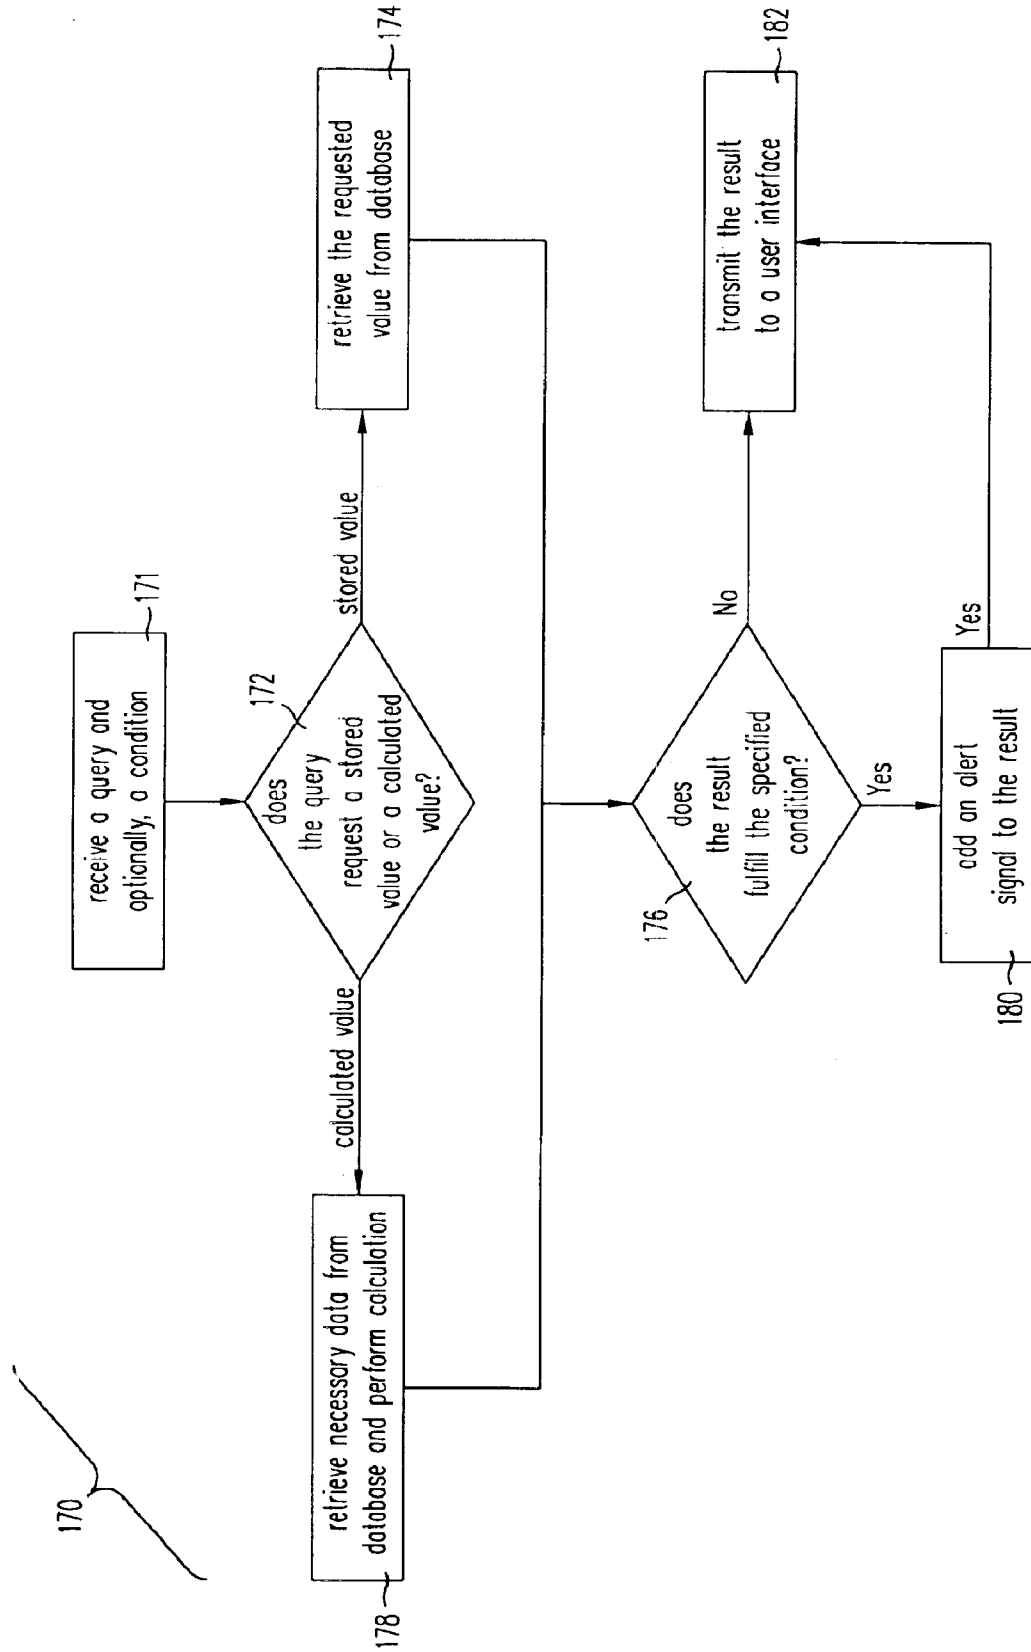 170
receive a query and
optionally, a condition
171
172
does
the query
request a stored
value or a calculated
value?
calculated value
stored value
retrieve necessary data from
database and perform calculation
178
retrieve the requested
value from database
174
176
does
the result
fulfill the specified
condition?
No
Yes
transmit the result
to a user interface
182
add an alert
signal to the result
180
Yes